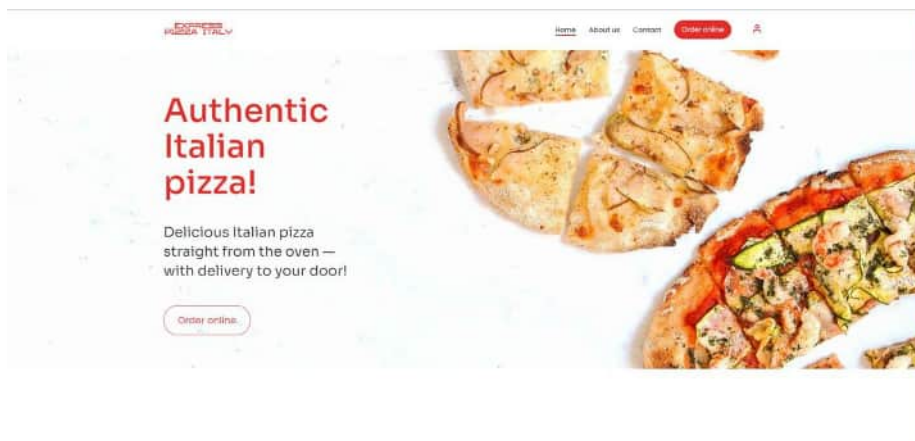 EXPRESS
PIZZA ITALY
Home About us Contact Order online
Authentic
Italian
pizza!
Delicious Italian pizza
straight from the oven —
with delivery to your door!
Order online